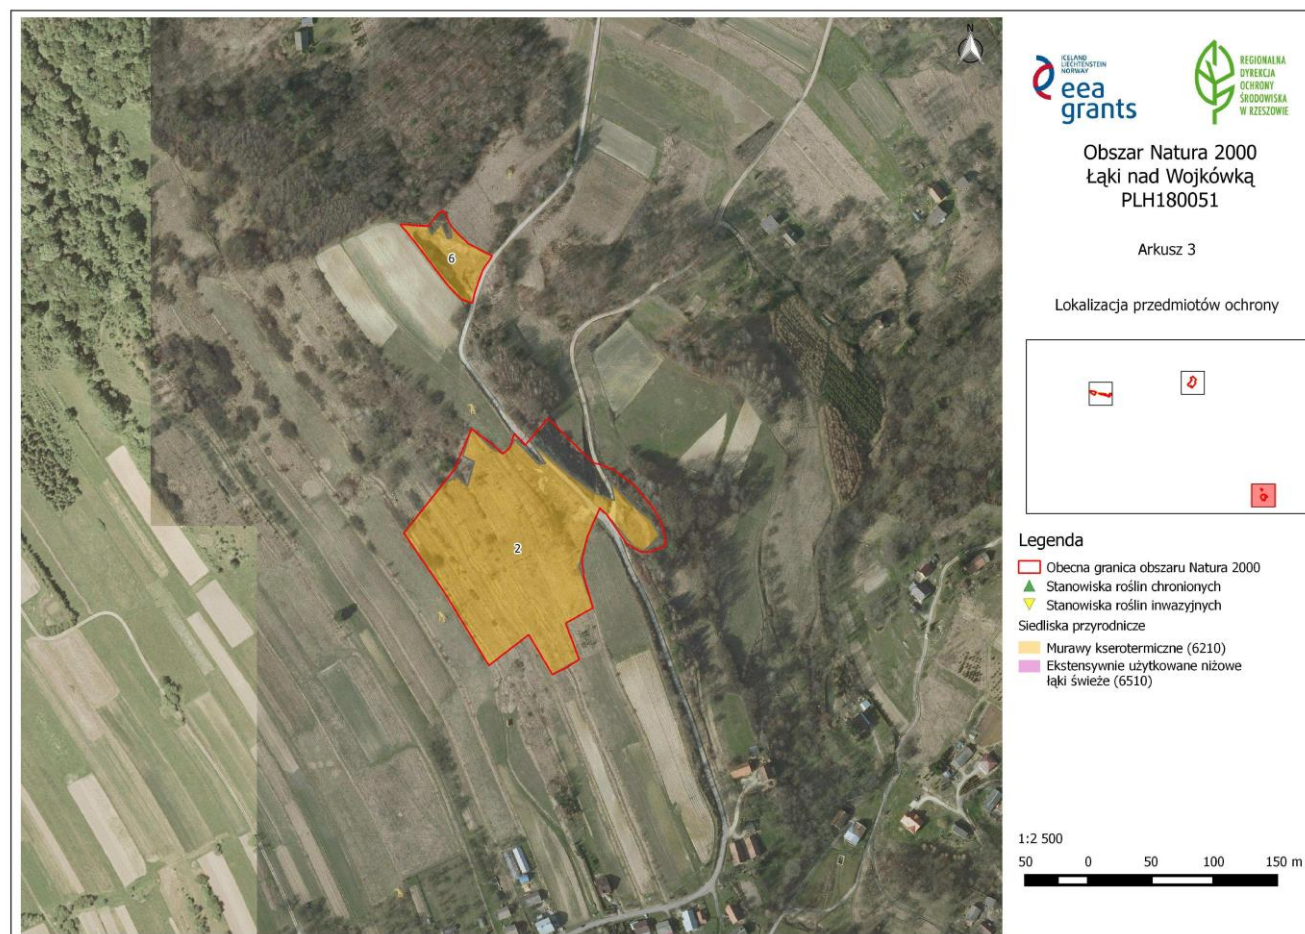 N
6
2
ICELAND
LIECHTENSTEIN
NORWAY
eea
grants
REGIONALNA
DYREKCJA
OCHRONY
ŚRODOWISKA
W RZESZOWIE
Obszar Natura 2000
Łąki nad Wojkówką
PLH180051
Arkusz 3
Lokalizacja przedmiotów ochrony
Legenda
Obecna granica obszaru Natura 2000
Stanowiska roślin chronionych
Stanowiska roślin inwazyjnych
Siedliska przyrodnicze
Murawy kserotermiczne (6210)
Ekstensywnie użytkowane niżowe
łąki świeże (6510)
1:2 500
50 0 50 100 150 m